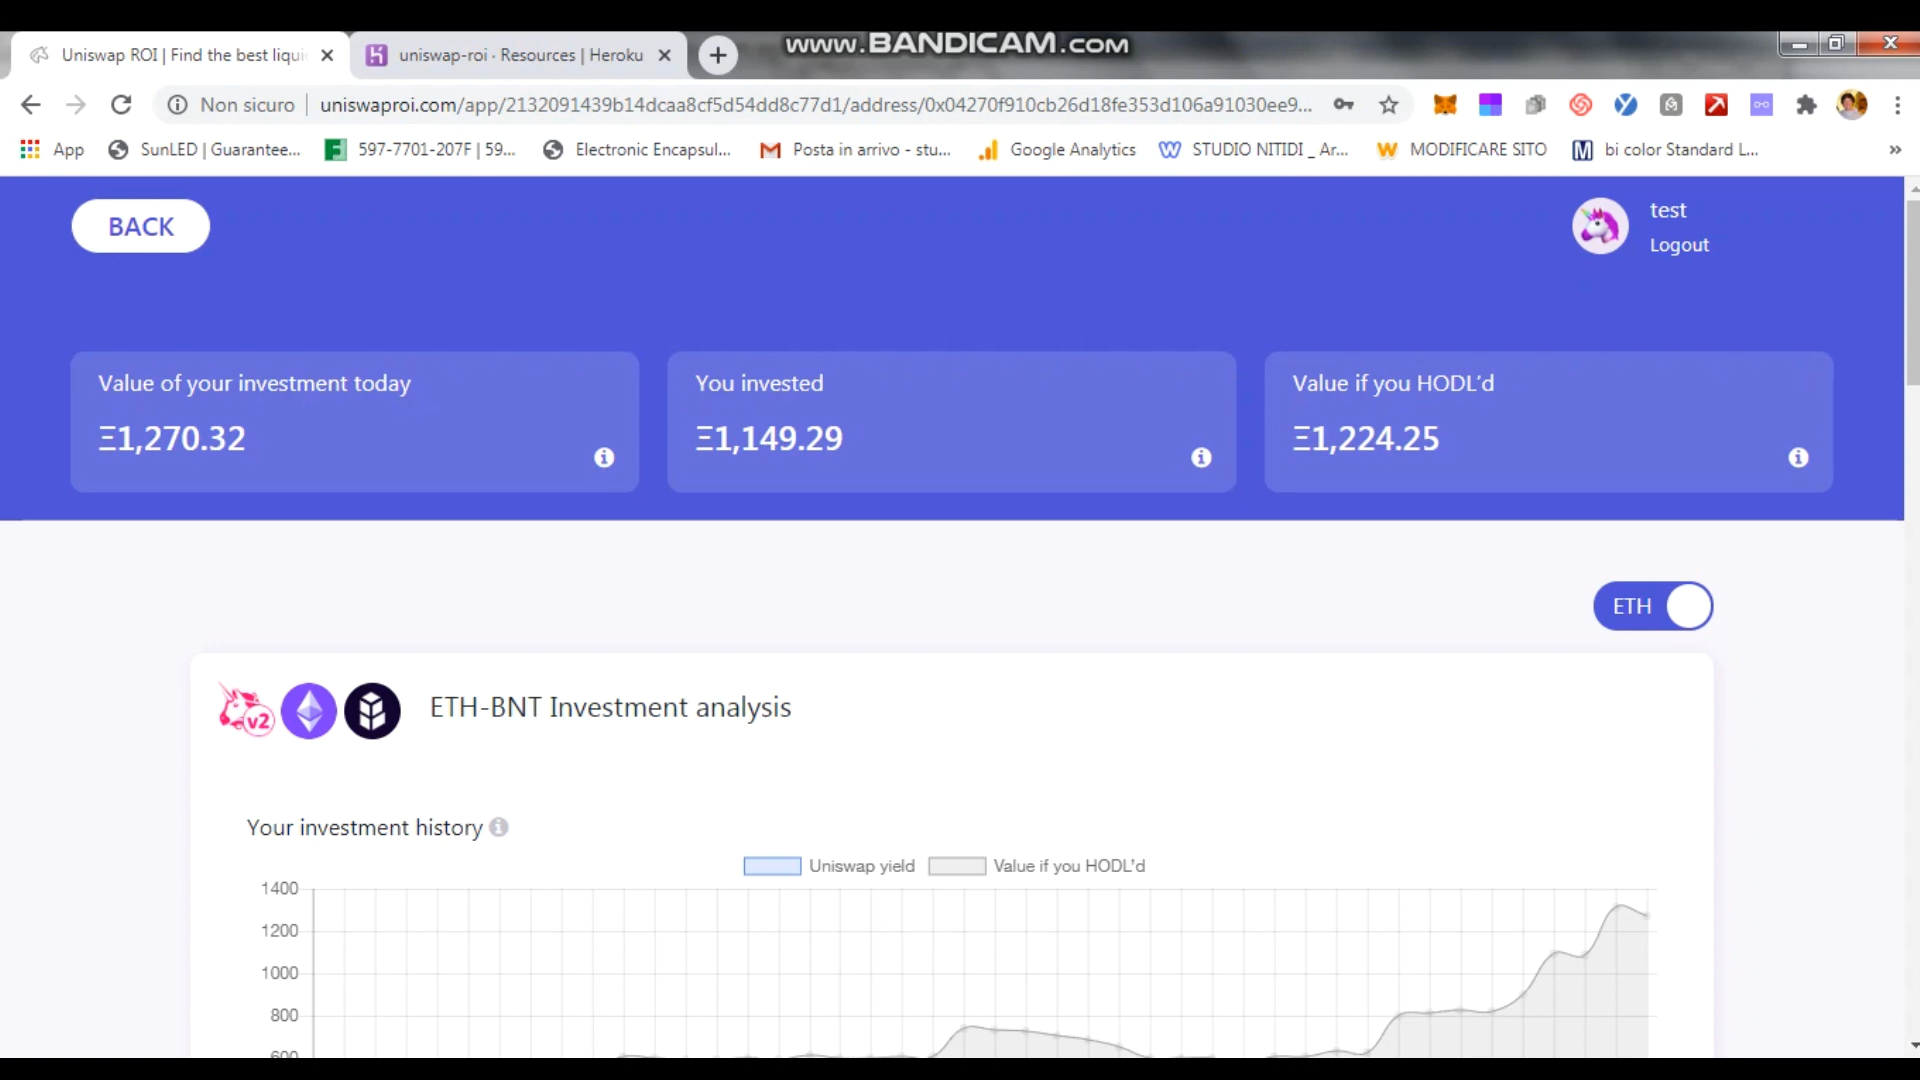 www.BANDICAM.com
Uniswap ROI | Find the best liqui
uniswap-roi · Resources | Heroku
Non sicuro
uniswaproi.com/app/2132091439b14dcaa8cf5d54dd8c77d1/address/0x04270f910cb26d18fe353d106a91030ee9...
App
SunLED | Guarantee...
597-7701-207F | 59...
Electronic Encapsul...
Posta in arrivo - stu...
Google Analytics
STUDIO NITIDI _ Ar...
MODIFICARE SITO
bi color Standard L...
»
BACK
test
Logout
Value of your investment today
Ξ1,270.32
You invested
Ξ1,149.29
Value if you HODL'd
Ξ1,224.25
ETH
v2
ETH-BNT Investment analysis
Your investment history
Uniswap yield
Value if you HODL'd
1400
1200
1000
800
600